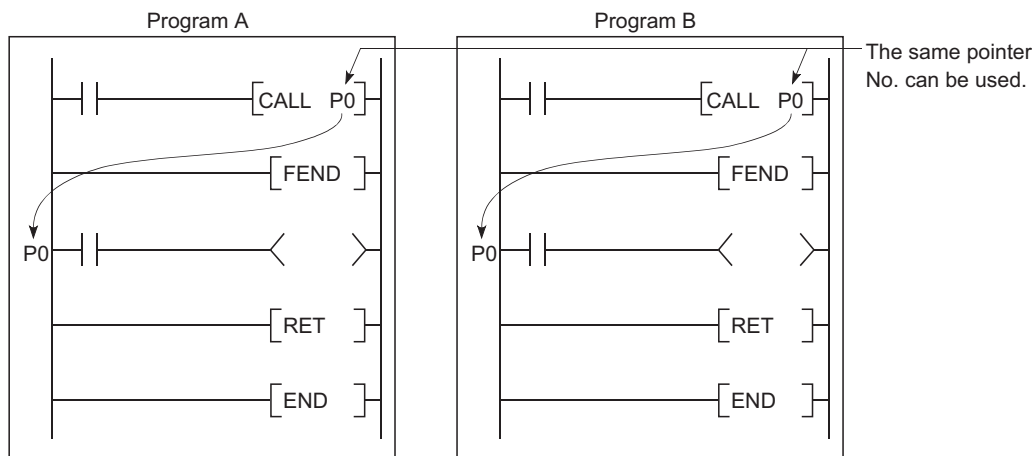 Program A
CALL P0
FEND
P0
RET
END
Program B
CALL P0
FEND
P0
RET
END
The same pointer
No. can be used.